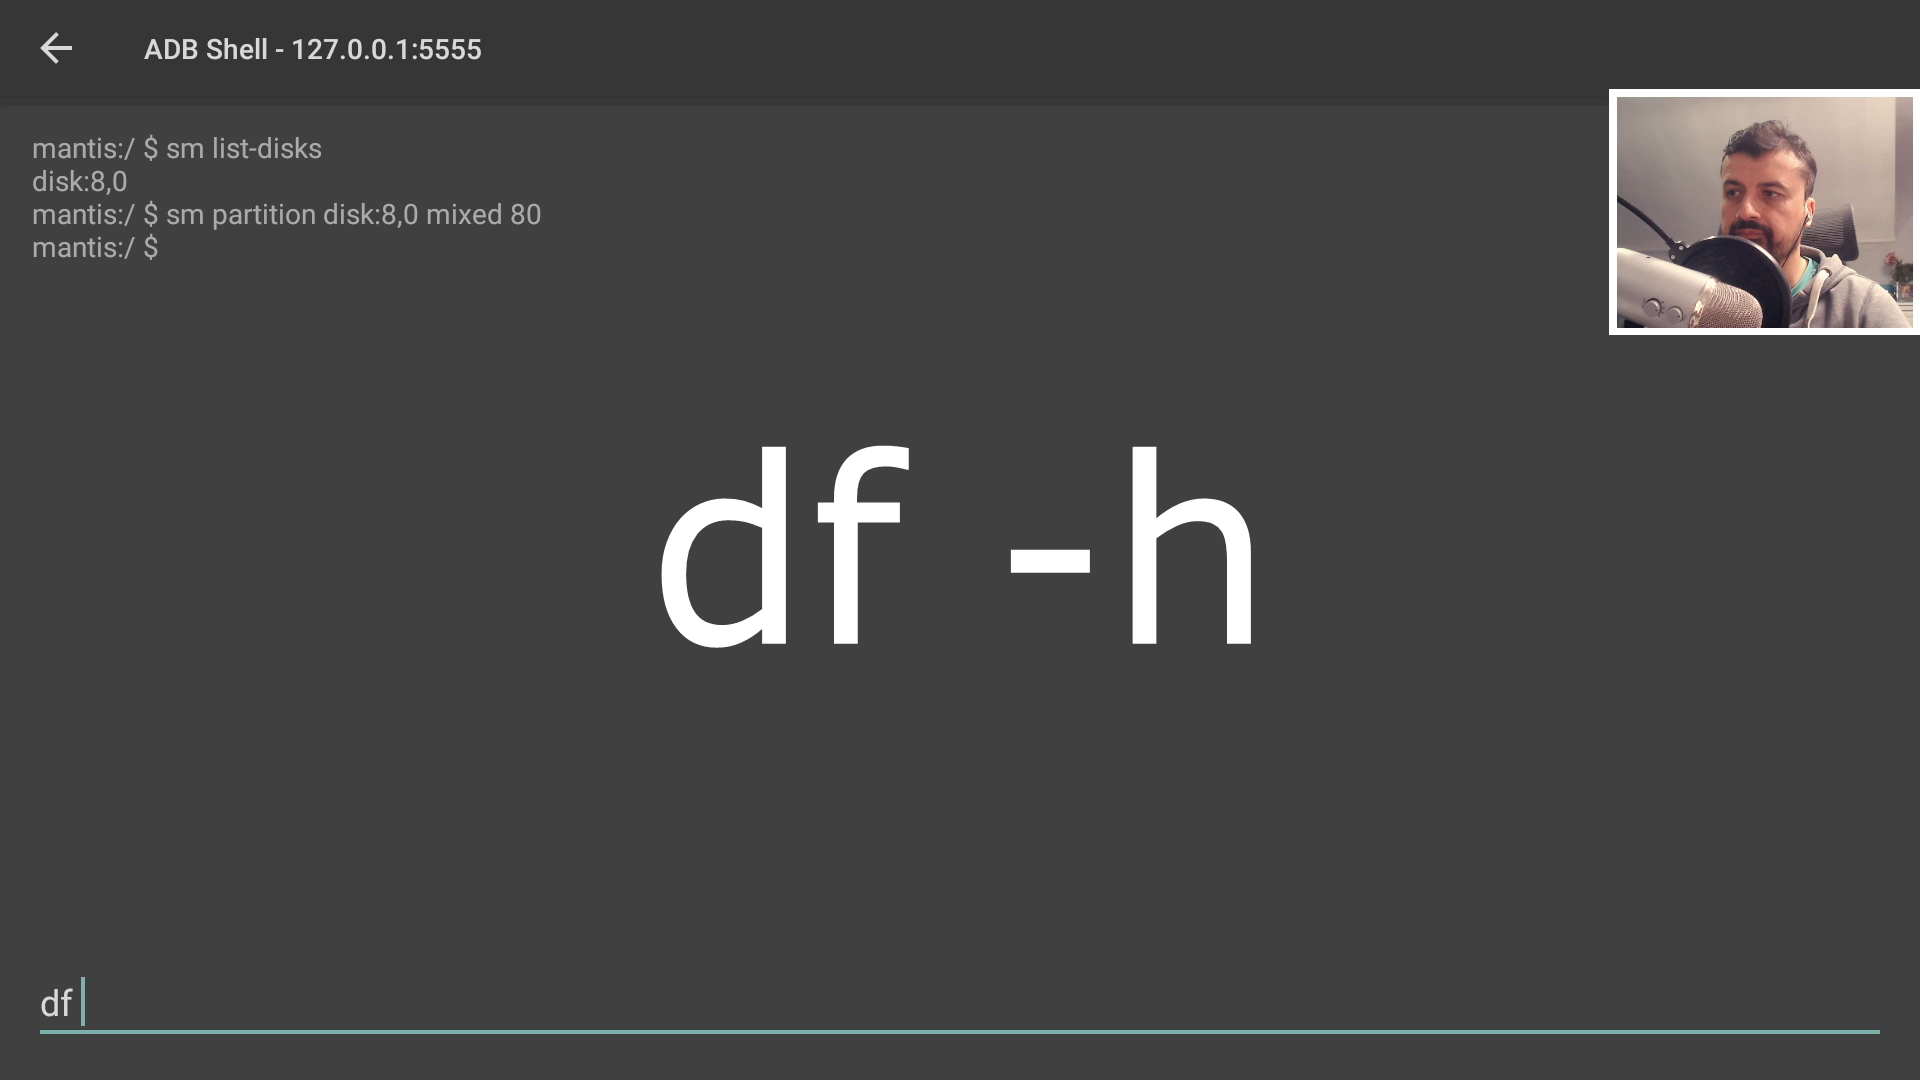 ADB Shell - 127.0.0.1:5555
mantis:/ $ sm list-disks
disk:8,0
mantis:/ $ sm partition disk:8,0 mixed 80
mantis:/ $
df -h
df